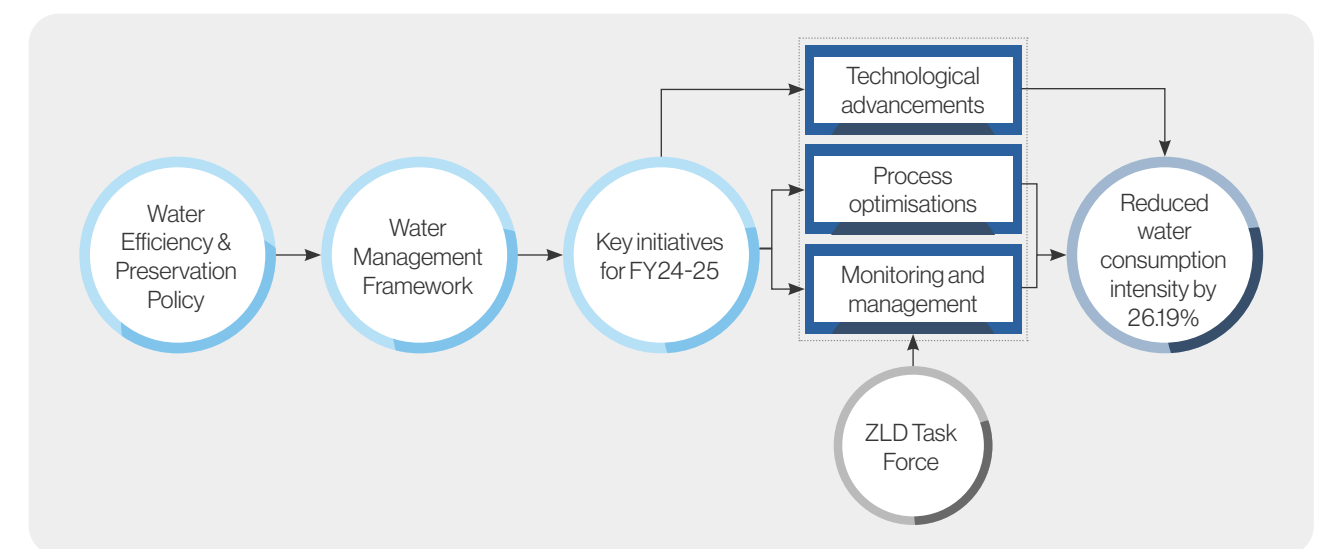 Water
Efficiency &
Preservation
Policy
Water
Management
Framework
Key initiatives
for FY24-25
Technological
advancements
Process
optimisations
Monitoring and
management
ZLD Task
Force
Reduced
water
consumption
intensity by
26.19%